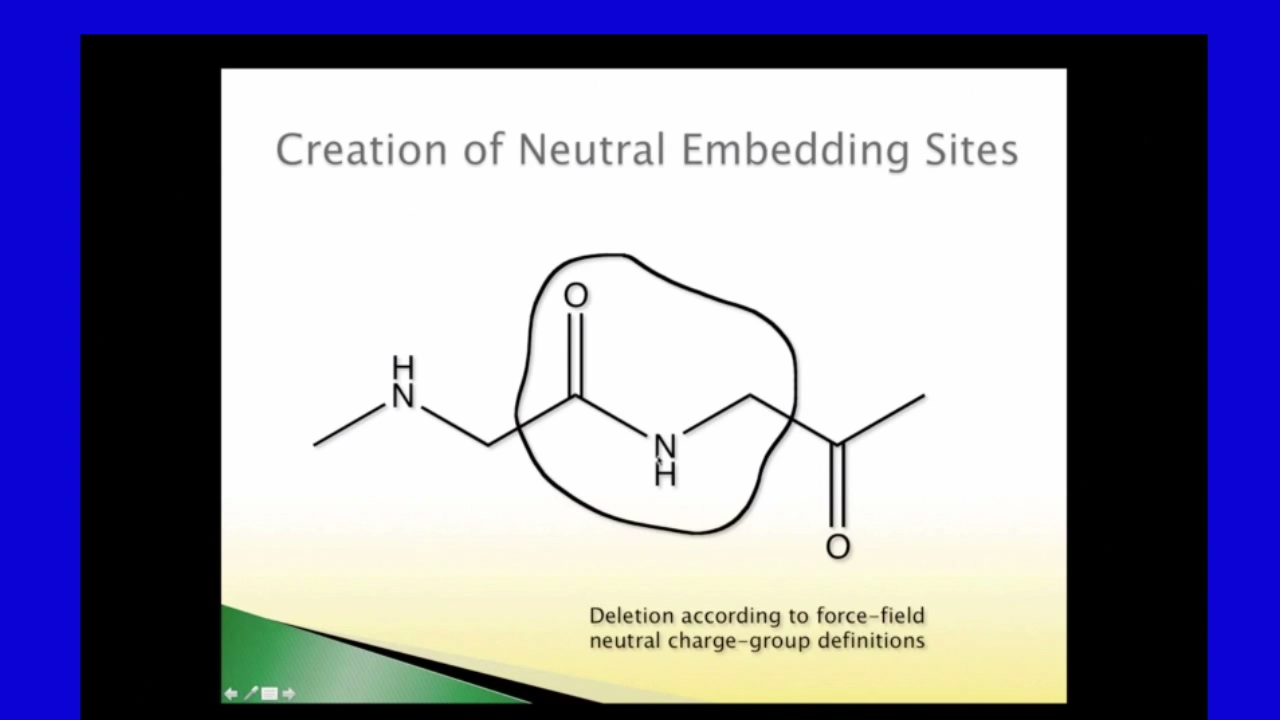 Creation of Neutral Embedding Sites
O
H
N
N
H
O
Deletion according to force-field
neutral charge-group definitions